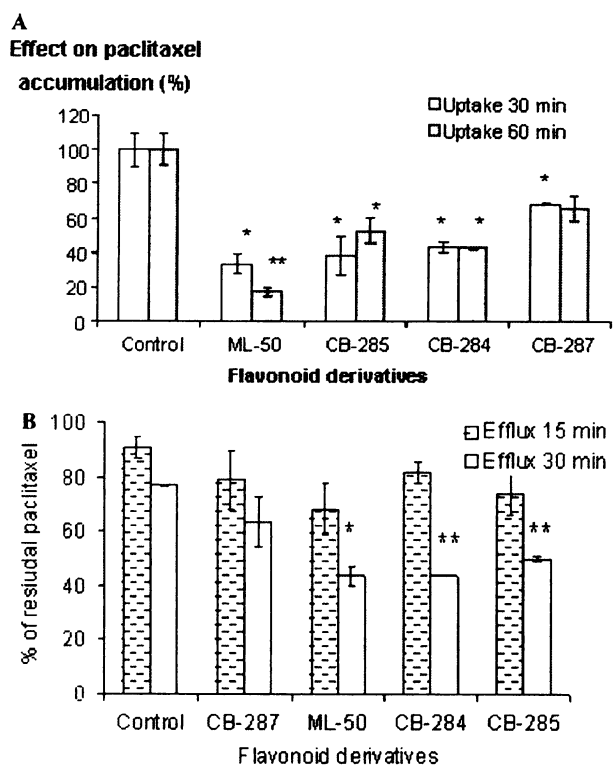 A
Effect on paclitaxel
accumulation (%)
Uptake 30 min
Uptake 60 min
120
100
80
60
40
20
0
*
**
*
*
*
*
*
Control
ML-50
CB-285
CB-284
CB-287
Flavonoid derivatives
B
Efflux 15 min
Efflux 30 min
% of resludal paclitaxel
100
80
60
40
20
0
*
**
**
Control
CB-287
ML-50
CB-284
CB-285
Flavonoid derivatives